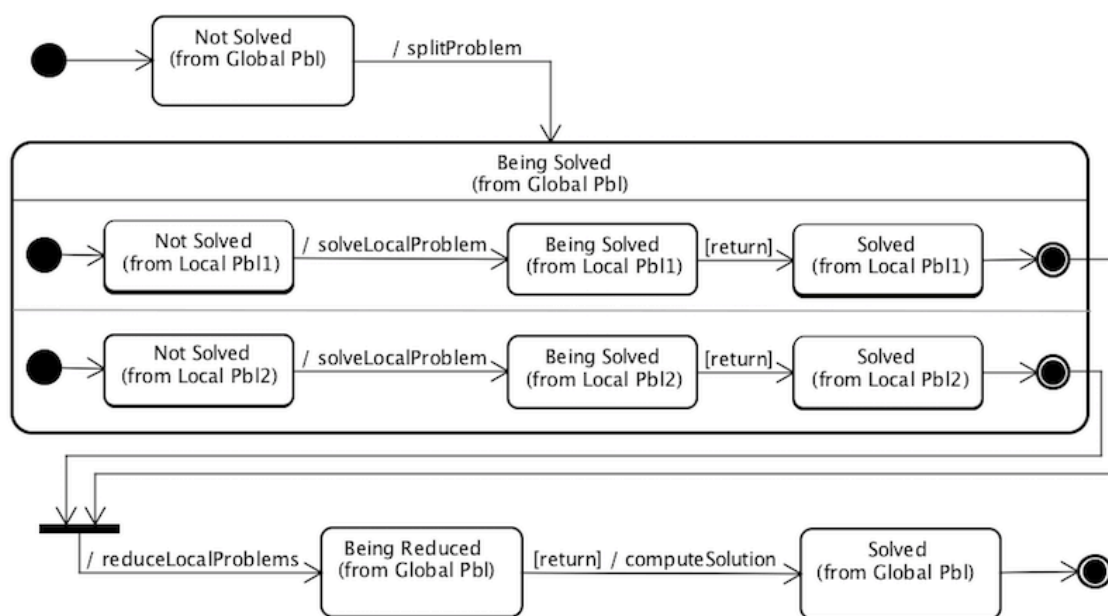 Not Solved
(from Global Pbl)
/ splitProblem
Being Solved
(from Global Pbl)
Not Solved
(from Local Pbl1)
/ solveLocalProblem
Being Solved
(from Local Pbl1)
[return]
Solved
(from Local Pbl1)
Not Solved
(from Local Pbl2)
/ solveLocalProblem
Being Solved
(from Local Pbl2)
[return]
Solved
(from Local Pbl2)
/ reduceLocalProblems
Being Reduced
(from Global Pbl)
[return] / computeSolution
Solved
(from Global Pbl)